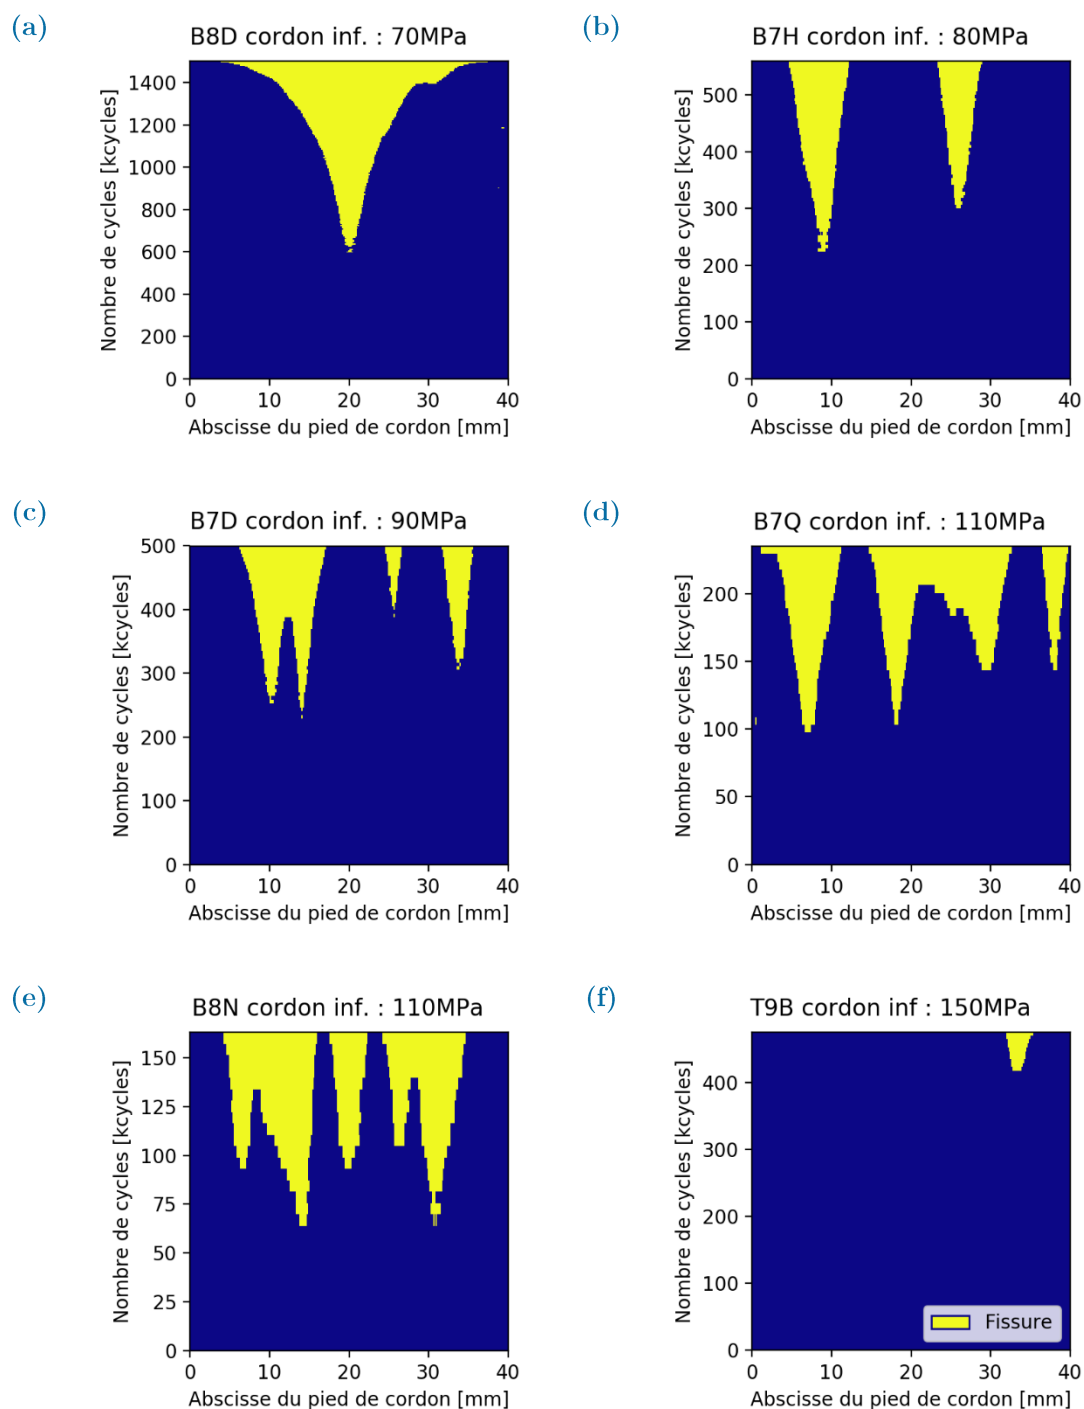 (a)
B8D cordon inf. : 70MPa
Nombre de cycles [kcycles]
1400
1200
1000
800
600
400
200
0
0 10 20 30 40
Abscisse du pied de cordon [mm]
(b)
B7H cordon inf. : 80MPa
Nombre de cycles [kcycles]
500
400
300
200
100
0
0 10 20 30 40
Abscisse du pied de cordon [mm]
(c)
B7D cordon inf. : 90MPa
Nombre de cycles [kcycles]
500
400
300
200
100
0
0 10 20 30 40
Abscisse du pied de cordon [mm]
(d)
B7Q cordon inf. : 110MPa
Nombre de cycles [kcycles]
200
150
100
50
0
0 10 20 30 40
Abscisse du pied de cordon [mm]
(e)
B8N cordon inf. : 110MPa
Nombre de cycles [kcycles]
150
125
100
75
50
25
0
0 10 20 30 40
Abscisse du pied de cordon [mm]
(f)
T9B cordon inf : 150MPa
Nombre de cycles [kcycles]
400
300
200
100
0
Fissure
0 10 20 30 40
Abscisse du pied de cordon [mm]